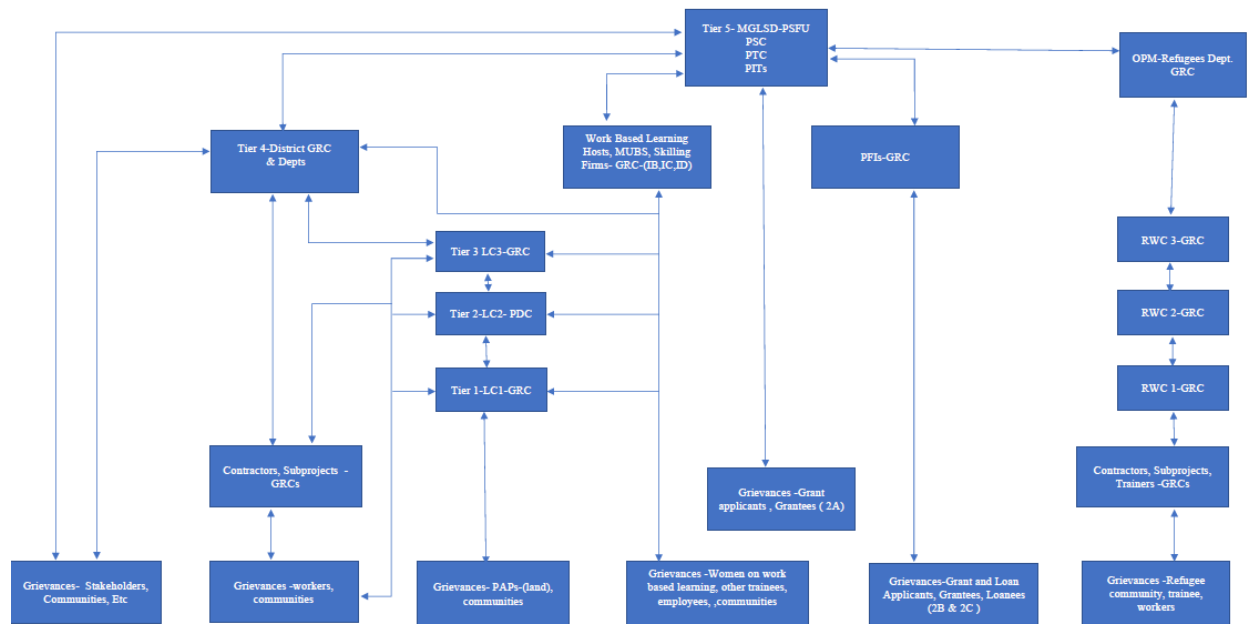 Tier 5- MGLSD-PSFU
PSC
PTC
PITs
OPM-Refugees Dept.
GRC
Tier 4-District GRC
& Depts
Work Based Learning
Hosts, MUBS, Skilling
Firms- GRC-(IB,IC,ID)
PFIs-GRC
Tier 3 LC3-GRC
RWC 3-GRC
Tier 2-LC2- PDC
RWC 2-GRC
Tier 1-LC1-GRC
RWC 1-GRC
Contractors, Subprojects -
GRCs
Grievances -Grant
applicants , Grantees ( 2A)
Contractors, Subprojects,
Trainers -GRCs
Grievances- Stakeholders,
Communities, Etc
Grievances -workers,
communities
Grievances- PAPs-(land),
communities
Grievances -Women on work
based learning, other trainees,
employees, ,communities
Grievances-Grant and Loan
Applicants, Grantees, Loanees
(2B & 2C )
Grievances -Refugee
community, trainee,
workers